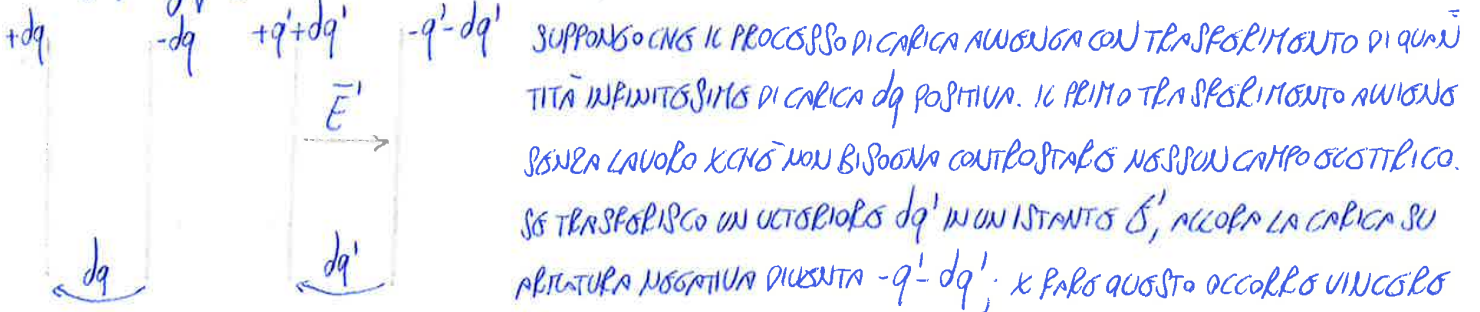 +dq -dq +q'+dq' -q'-dq' SUPPONGO CHE IL PROCESSO DI CARICA AVVENGA CON TRASFERIMENTO DI QUAN
E' TITÀ INFINITESIME DI CARICA dq POSITIVA. IL PRIMO TRASFERIMENTO AVVIENE
SENZA LAVORO XCHÈ NON BISOGNA CONTROSTARE NESSUN CAMPO ELETTRICO.
SE TRASFERISCO UN ULTERIORE dq' IN UN ISTANTE t', ALLORA LA CARICA SU
dq dq' ARMATURA NEGATIVA DIVENTA -q'-dq'; X FARE QUESTO OCCORRE VINCERE